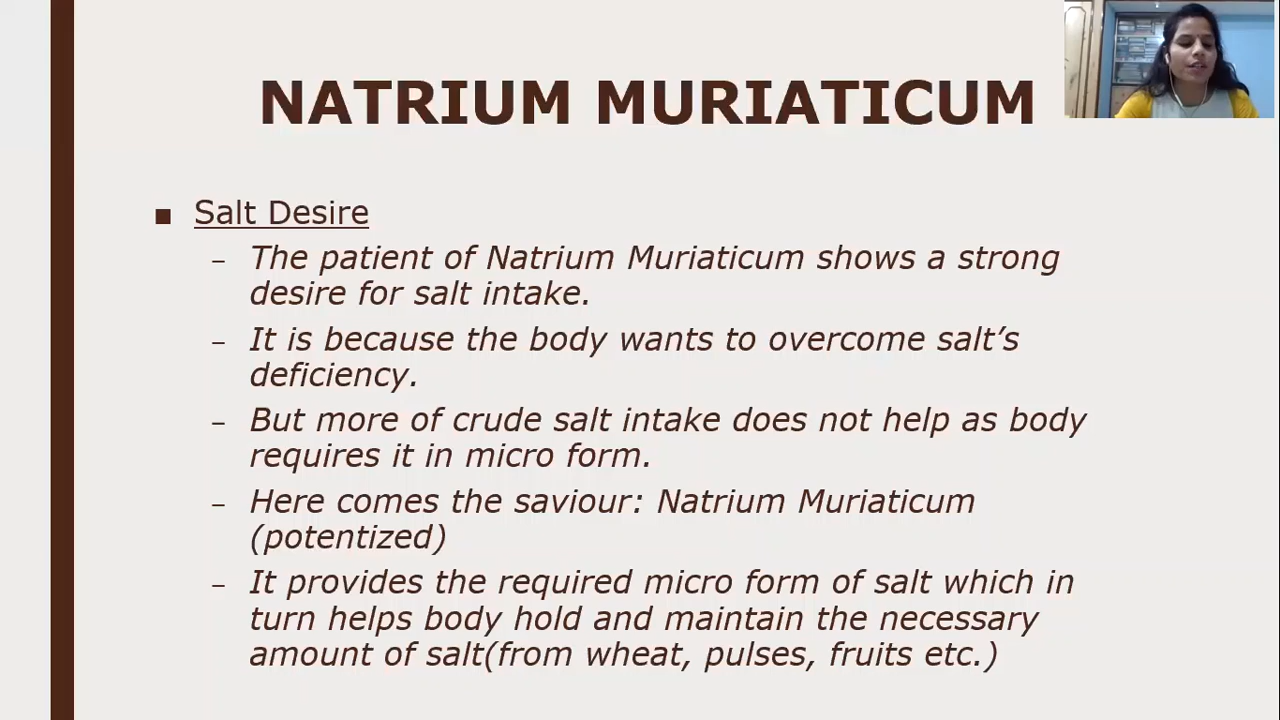 NATRIUM MURIATICUM
■ Salt Desire
– The patient of Natrium Muriaticum shows a strong
desire for salt intake.
– It is because the body wants to overcome salt’s
deficiency.
– But more of crude salt intake does not help as body
requires it in micro form.
– Here comes the saviour: Natrium Muriaticum
(potentized)
– It provides the required micro form of salt which in
turn helps body hold and maintain the necessary
amount of salt(from wheat, pulses, fruits etc.)